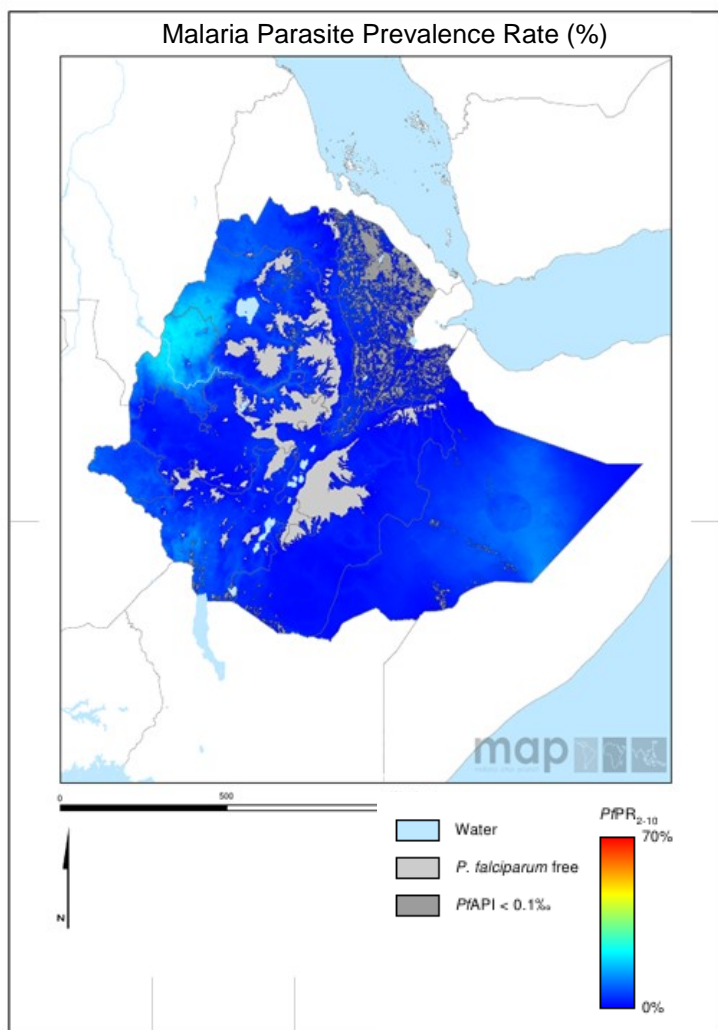 Malaria Parasite Prevalence Rate (%)
map
0 500
Water
P. falciparum free
PfAPI < 0.1‰
PfPR2-10
70%
0%
N